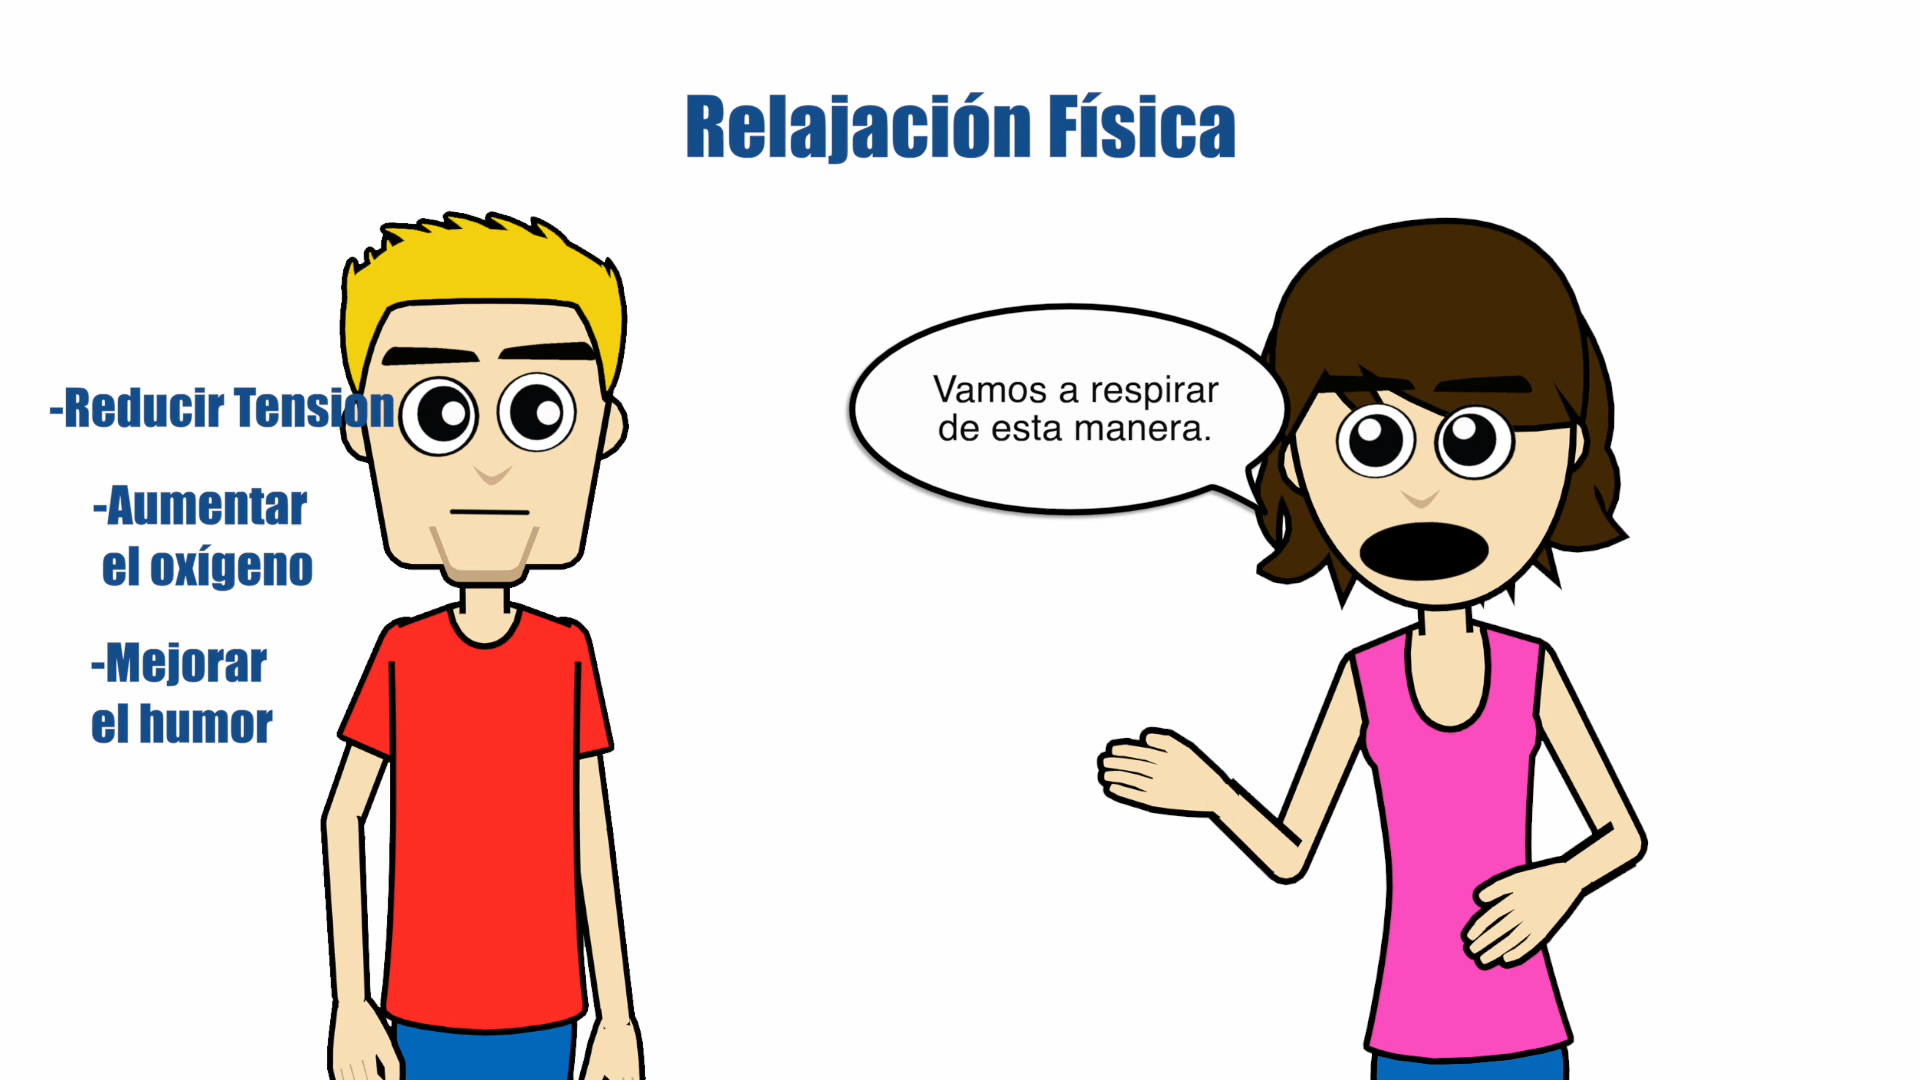 Relajación Física
-Reducir Tension
-Aumentar
el oxígeno
-Mejorar
el humor
Vamos a respirar
de esta manera.